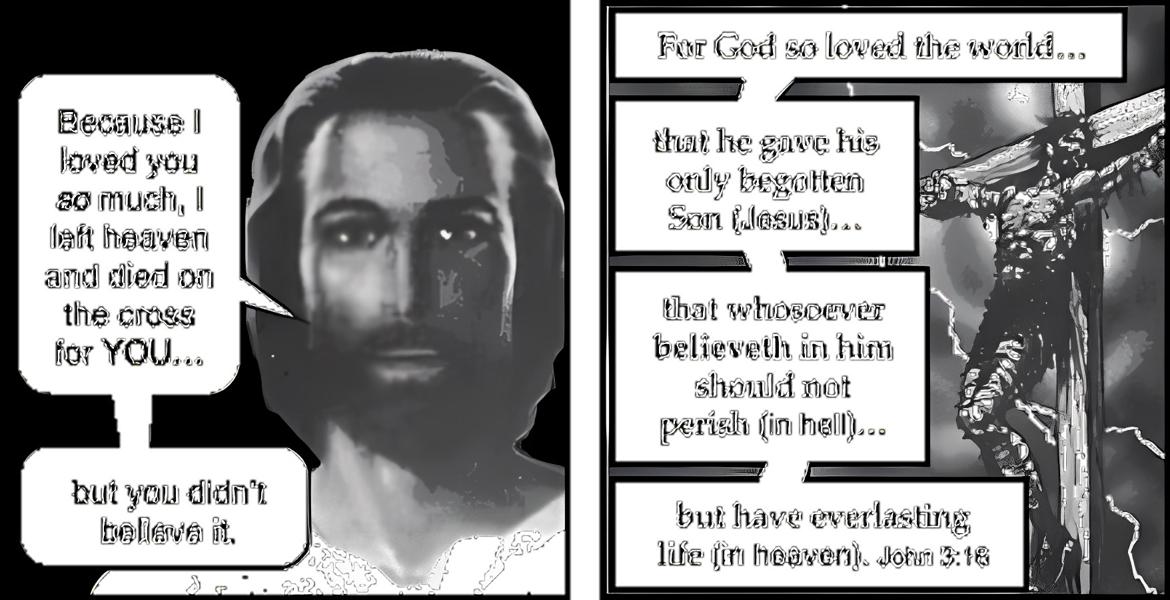 Because I
loved you
so much, I
left heaven
and died on
the cross
for YOU...
but you didn't
believe it.
For God so loved the world...
that he gave his
only begotten
Son (Jesus)...
that whosoever
believeth in him
should not
perish (in hell)...
but have everlasting
life (in heaven). John 3:16